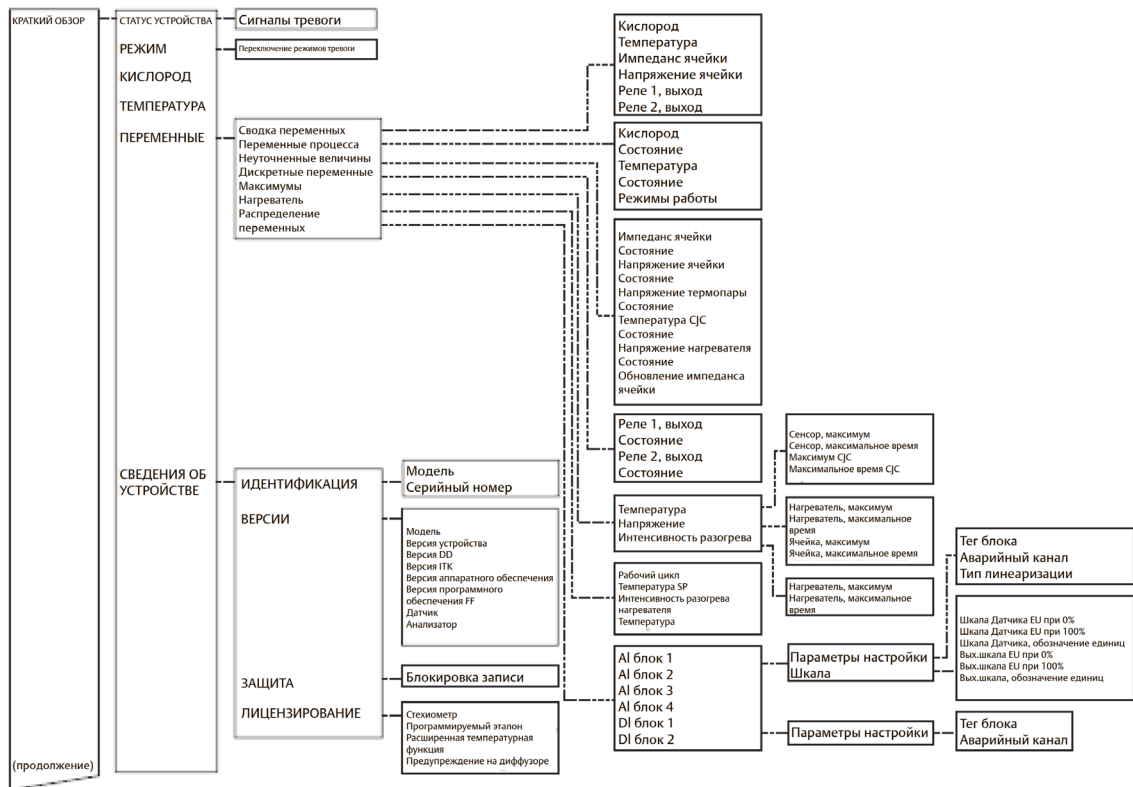 КРАТКИЙ ОБЗОР
(продолжение)
СТАТУС УСТРОЙСТВА
РЕЖИМ
КИСЛОРОД
ТЕМПЕРАТУРА
ПЕРЕМЕННЫЕ
СВЕДЕНИЯ ОБ
УСТРОЙСТВЕ
Сигналы тревоги
Переключение режимов тревоги
Сводка переменных
Переменные процесса
Неуточненные величины
Дискретные переменные
Максимумы
Нагреватель
Распределение
переменных
ИДЕНТИФИКАЦИЯ
ВЕРСИИ
ЗАЩИТА
ЛИЦЕНЗИРОВАНИЕ
Модель
Серийный номер
Модель
Версия устройства
Версия DD
Версия ITK
Версия аппаратного обеспечения
Версия программного
обеспечения FF
Датчик
Анализатор
Блокировка записи
Стехиометр
Программируемый эталон
Расширенная температурная
функция
Предупреждение на диффузоре
Кислород
Температура
Импеданс ячейки
Напряжение ячейки
Реле 1, выход
Реле 2, выход
Кислород
Состояние
Температура
Состояние
Режимы работы
Импеданс ячейки
Состояние
Напряжение ячейки
Состояние
Напряжение термопары
Состояние
Температура CJC
Состояние
Напряжение нагревателя
Состояние
Обновление импеданса
ячейки
Реле 1, выход
Состояние
Реле 2, выход
Состояние
Температура
Напряжение
Интенсивность разогрева
Рабочий цикл
Температура SP
Интенсивность разогрева
нагревателя
Температура
Al блок 1
Al блок 2
Al блок 3
Al блок 4
Dl блок 1
Dl блок 2
Сенсор, максимум
Сенсор, максимальное время
Максимум CJC
Максимальное время CJC
Нагреватель, максимум
Нагреватель, максимальное
время
Ячейка, максимум
Ячейка, максимальное время
Нагреватель, максимум
Нагреватель, максимальное
время
Параметры настройки
Шкала
Параметры настройки
Тег блока
Аварийный канал
Тип линеаризации
Шкала Датчика EU при 0%
Шкала Датчика EU при 100%
Шкала Датчика, обозначение единиц
Вых.шкала EU при 0%
Вых.шкала EU при 100%
Вых.шкала, обозначение единиц
Тег блока
Аварийный канал